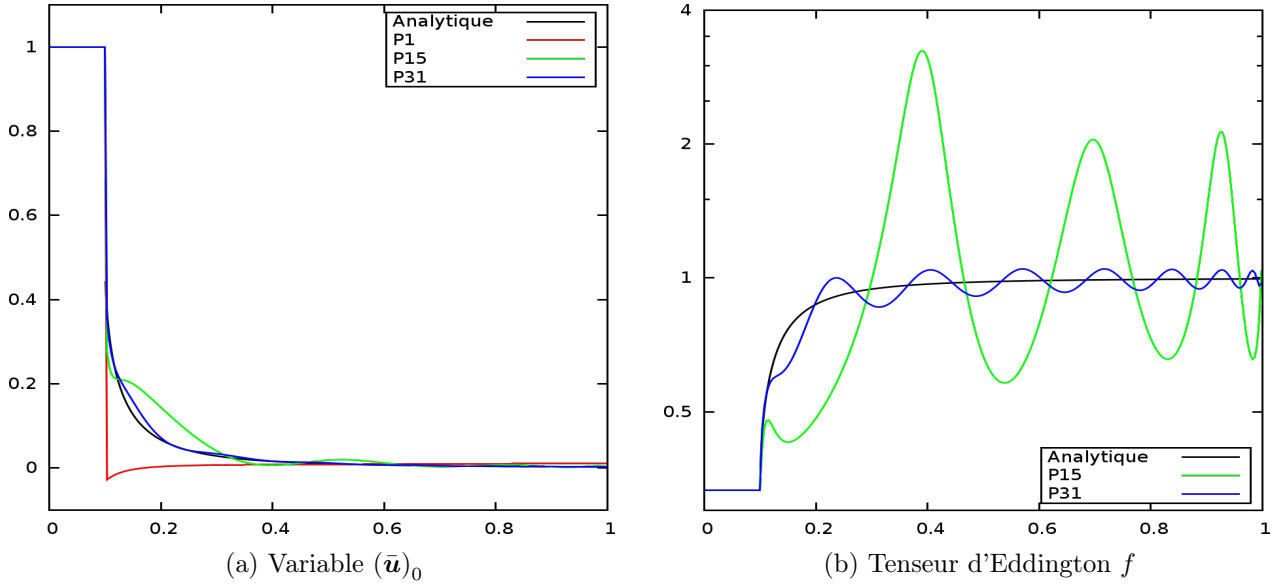 Analytique
P1
P15
P31
1
0.8
0.6
0.4
0.2
0
0 0.2 0.4 0.6 0.8 1
(a) Variable (ū)₀
Analytique
P15
P31
4
2
1
0.5
0 0.2 0.4 0.6 0.8 1
(b) Tenseur d'Eddington f